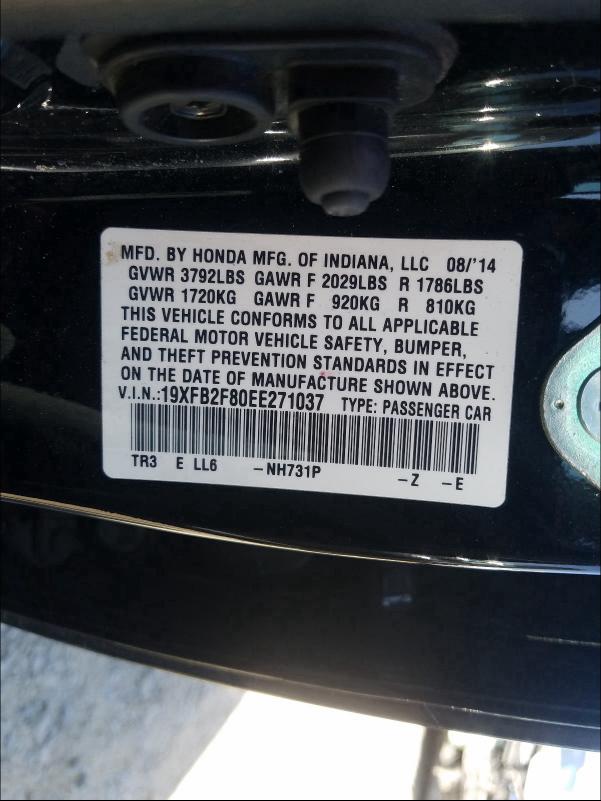 MFD. BY HONDA MFG. OF INDIANA, LLC 08/'14
GVWR 3792LBS GAWR F 2029LBS R 1786LBS
GVWR 1720KG GAWR F 920KG R 810KG
THIS VEHICLE CONFORMS TO ALL APPLICABLE
FEDERAL MOTOR VEHICLE SAFETY, BUMPER,
AND THEFT PREVENTION STANDARDS IN EFFECT
ON THE DATE OF MANUFACTURE SHOWN ABOVE.
V.I.N.:19XFB2F80EE271037 TYPE: PASSENGER CAR
TR3 E LL6 -NH731P -Z -E